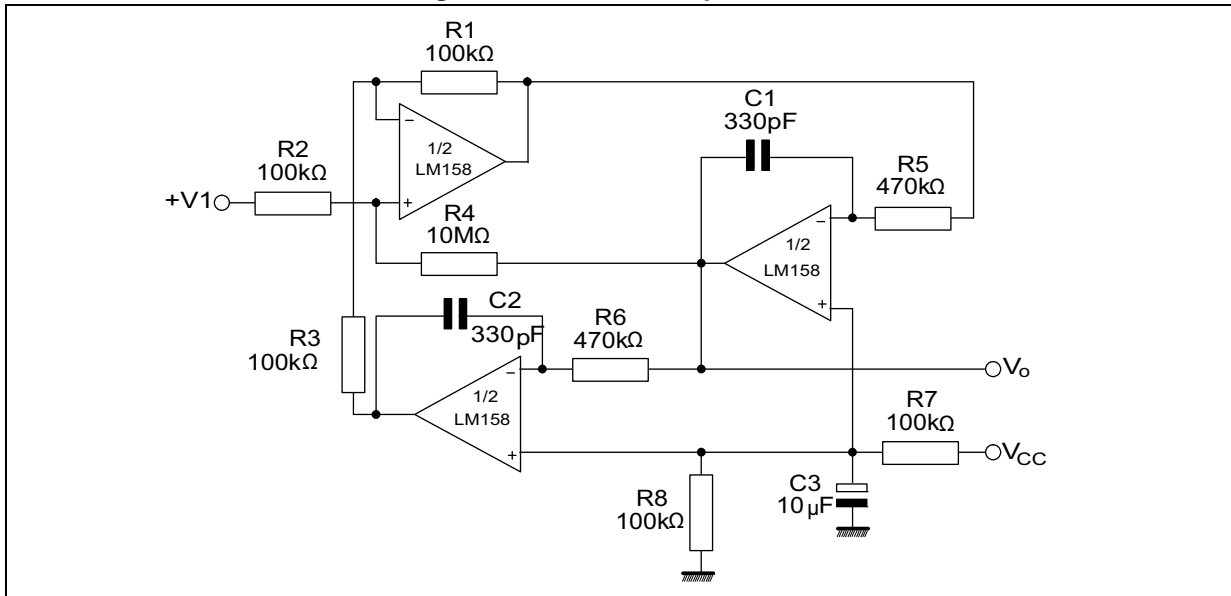 R1
100kΩ
C1
330pF
R2
100kΩ
1/2
LM158
R5
470kΩ
+V1
R4
10MΩ
1/2
LM158
C2
330pF
R6
470kΩ
R3
100kΩ
1/2
LM158
Vo
R7
100kΩ
VCC
R8
100kΩ
C3
10µF